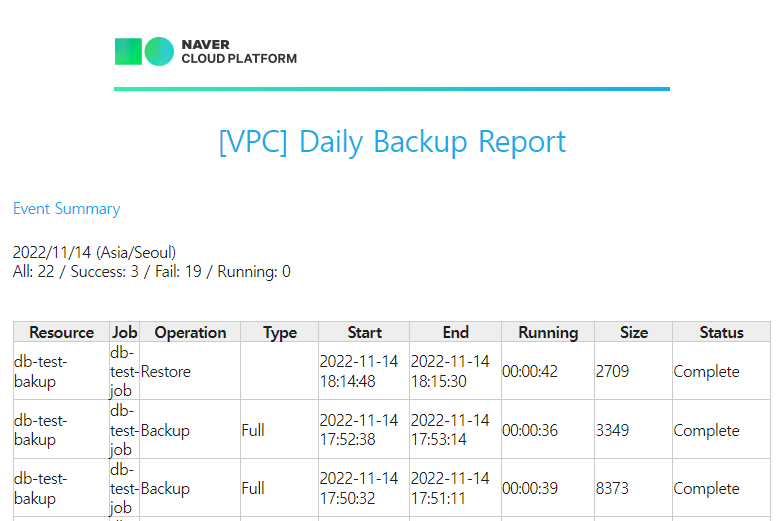 NAVER
CLOUD PLATFORM
[VPC] Daily Backup Report
Event Summary
2022/11/14 (Asia/Seoul)
All: 22 / Success: 3 / Fail: 19 / Running: 0
Resource Job Operation Type Start End Running Size Status
db-test-bakup db-test-job Restore 2022-11-14 18:14:48 2022-11-14 18:15:30 00:00:42 2709 Complete
db-test-bakup db-test-job Backup Full 2022-11-14 17:52:38 2022-11-14 17:53:14 00:00:36 3349 Complete
db-test-bakup db-test-job Backup Full 2022-11-14 17:50:32 2022-11-14 17:51:11 00:00:39 8373 Complete